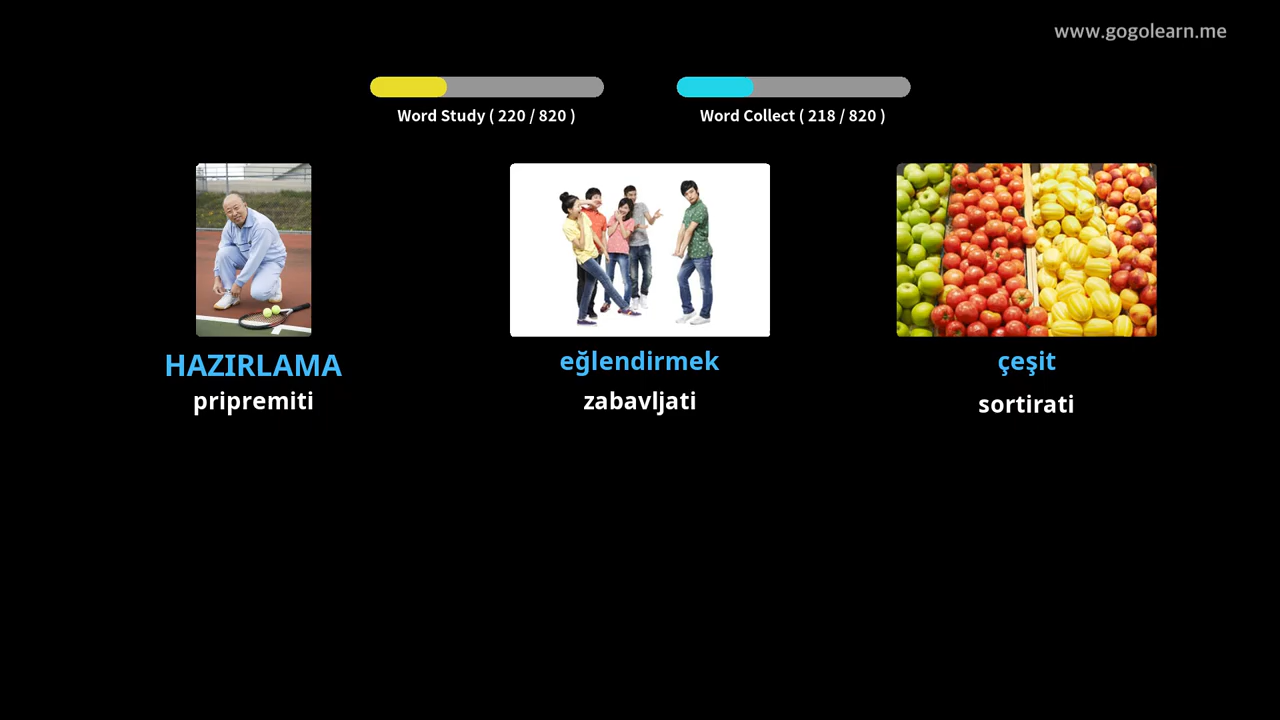 www.gogolearn.me
Word Study ( 220 / 820 )
Word Collect ( 218 / 820 )
HAZIRLAMA
pripremiti
eğlendirmek
zabavljati
çeşit
sortirati